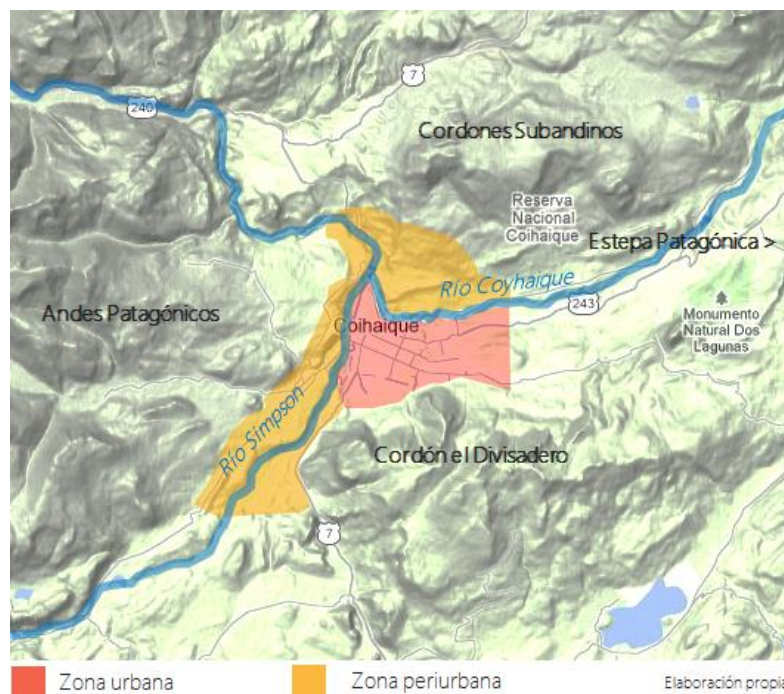 7
240
Cordones Subandinos
Reserva
Nacional
Coihaique
Estepa Patagónica >
Río Coyhaique
243
Andes Patagónicos
Coihaique
Monumento
Natural Dos
Lagunas
Río Simpson
Cordón el Divisadero
7
Zona urbana
Zona periurbana
Elaboración propia